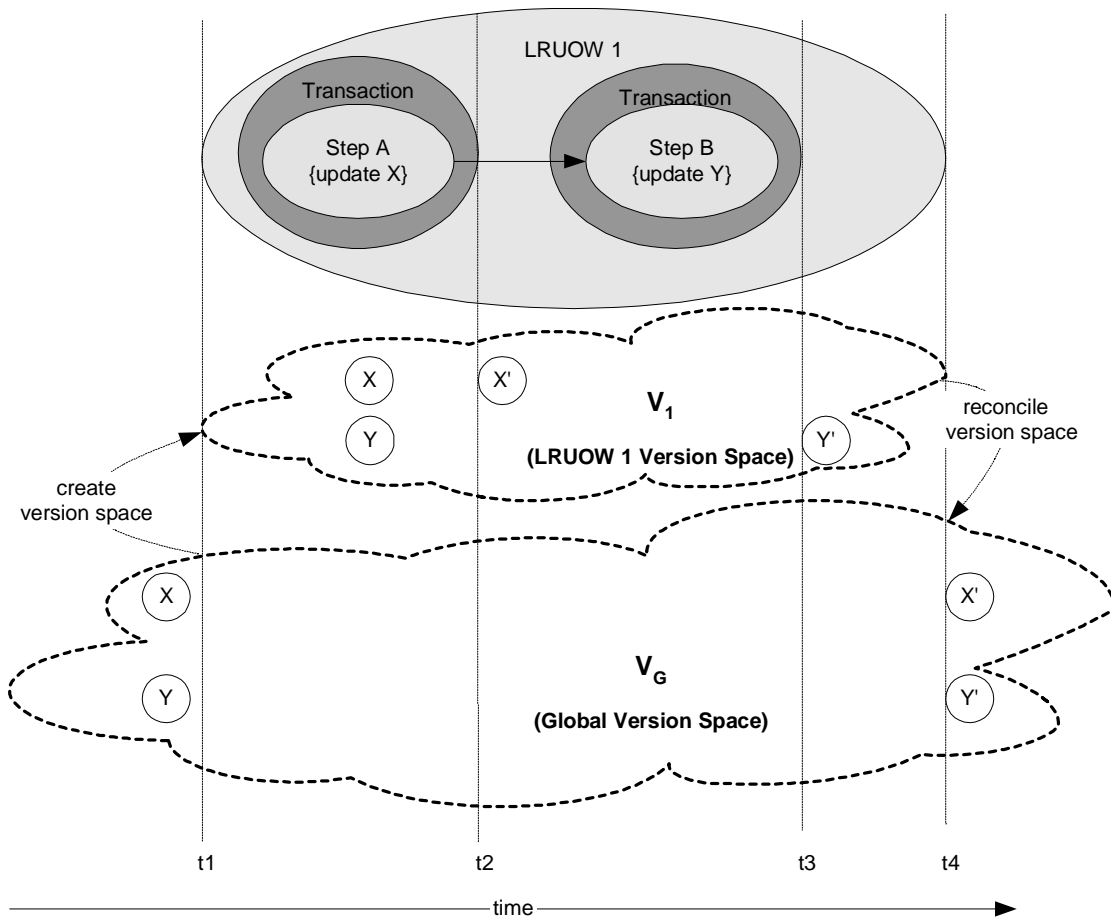 LRUOW 1
Transaction
Transaction
Step A
{update X}
Step B
{update Y}
X
X'
V1
reconcile
version space
Y
(LRUOW 1 Version Space)
Y'
create
version space
X
X'
VG
Y
(Global Version Space)
Y'
t1
t2
t3
t4
time